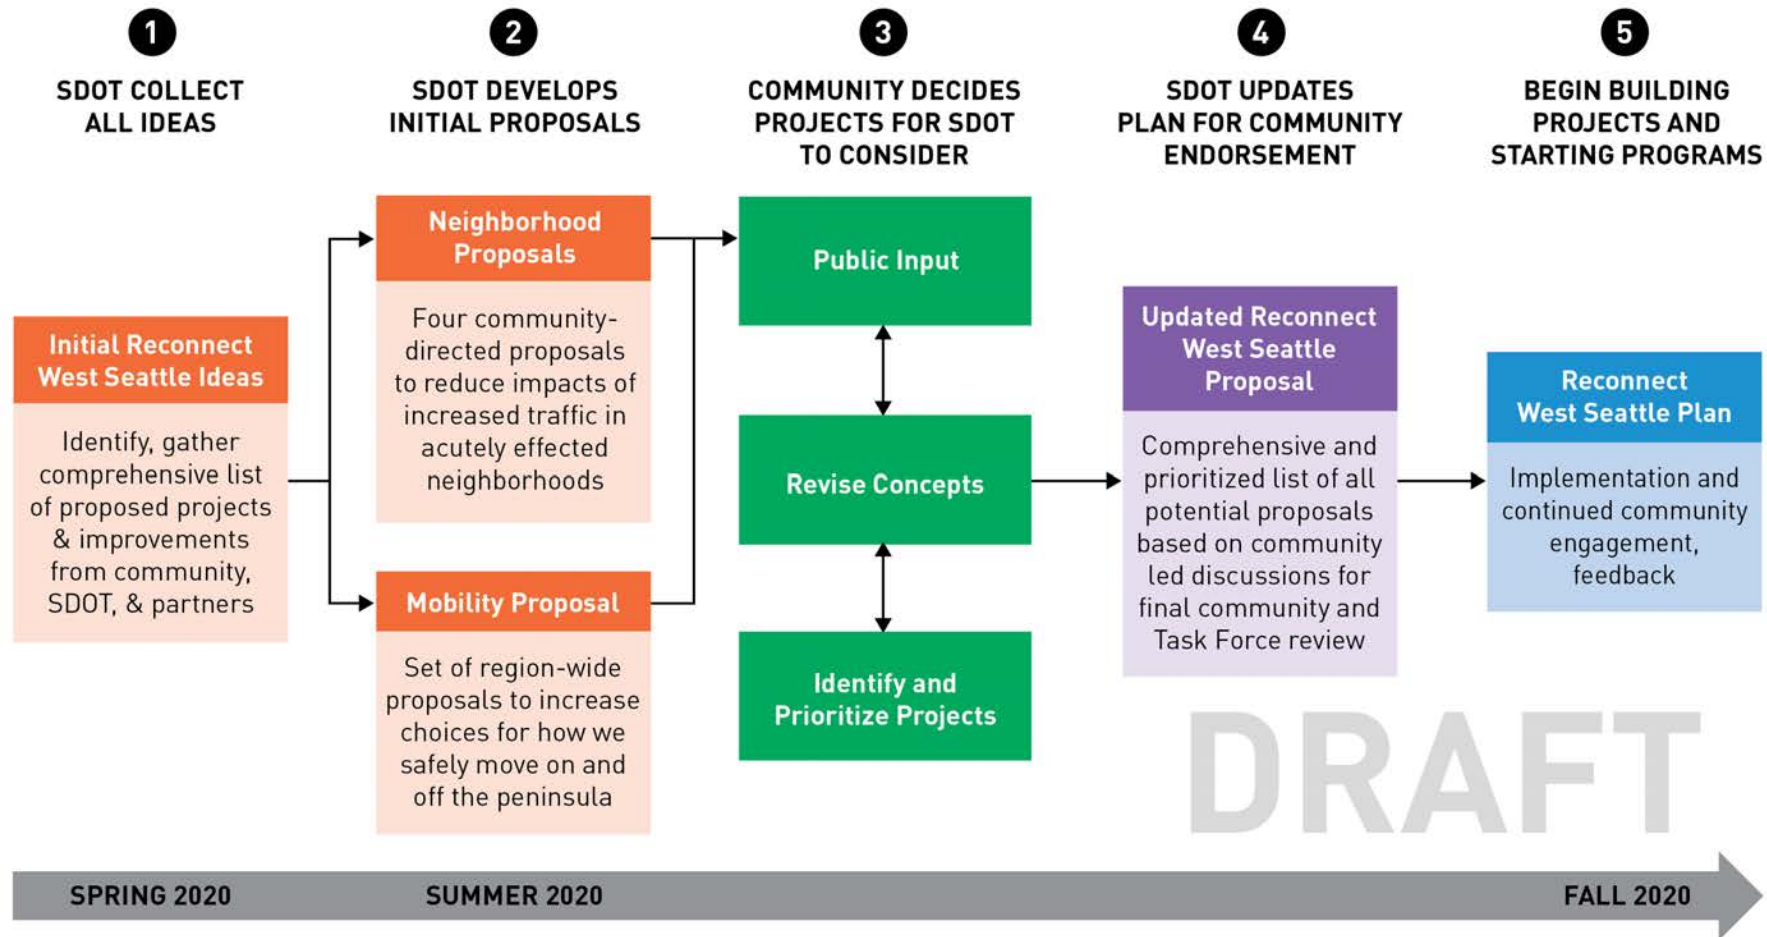 1
SDOT COLLECT
ALL IDEAS
Initial Reconnect
West Seattle Ideas
Identify, gather
comprehensive list
of proposed projects
& improvements
from community,
SDOT, & partners
2
SDOT DEVELOPS
INITIAL PROPOSALS
Neighborhood
Proposals
Four community-
directed proposals
to reduce impacts of
increased traffic in
acutely effected
neighborhoods
Mobility Proposal
Set of region-wide
proposals to increase
choices for how we
safely move on and
off the peninsula
3
COMMUNITY DECIDES
PROJECTS FOR SDOT
TO CONSIDER
Public Input
Revise Concepts
Identify and
Prioritize Projects
4
SDOT UPDATES
PLAN FOR COMMUNITY
ENDORSEMENT
Updated Reconnect
West Seattle
Proposal
Comprehensive and
prioritized list of all
potential proposals
based on community
led discussions for
final community and
Task Force review
5
BEGIN BUILDING
PROJECTS AND
STARTING PROGRAMS
Reconnect
West Seattle Plan
Implementation and
continued community
engagement,
feedback
DRAFT
SPRING 2020
SUMMER 2020
FALL 2020